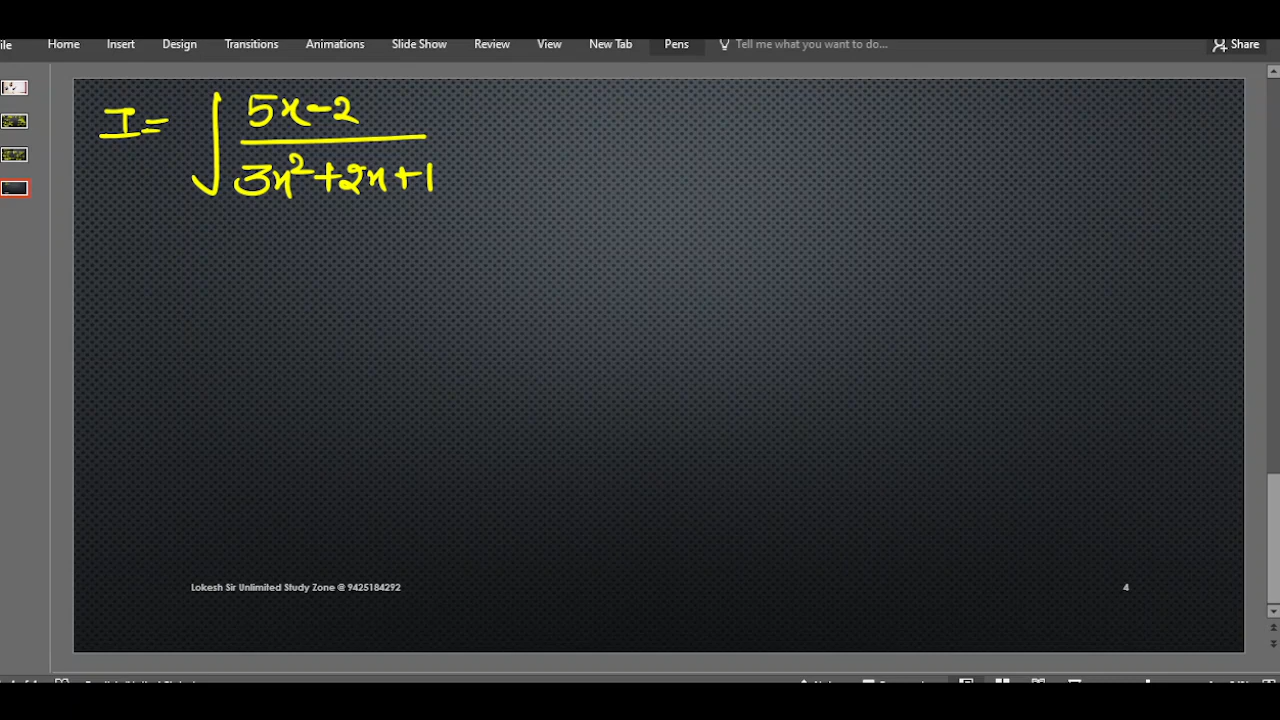 File Home Insert Design Transitions Animations Slide Show Review View New Tab Pens Tell me what you want to do... Share
I = ∫ (5x-2)/(3x²+2x+1)
Lokesh Sir Unlimited Study Zone @ 9425184292 4